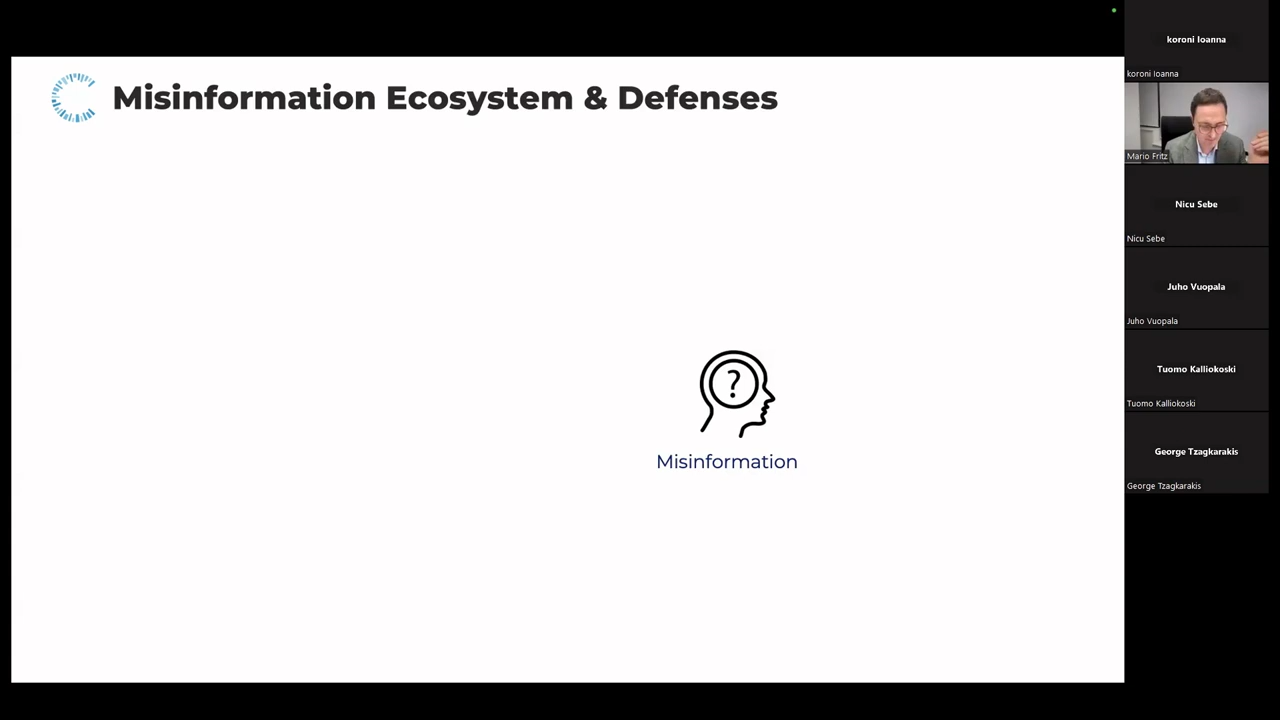 Misinformation Ecosystem & Defenses
?
Misinformation
koroni Ioanna
koroni Ioanna
Mario Fritz
Nicu Sebe
Nicu Sebe
Juho Vuopala
Juho Vuopala
Tuomo Kalliokoski
Tuomo Kalliokoski
George Tzagkarakis
George Tzagkarakis